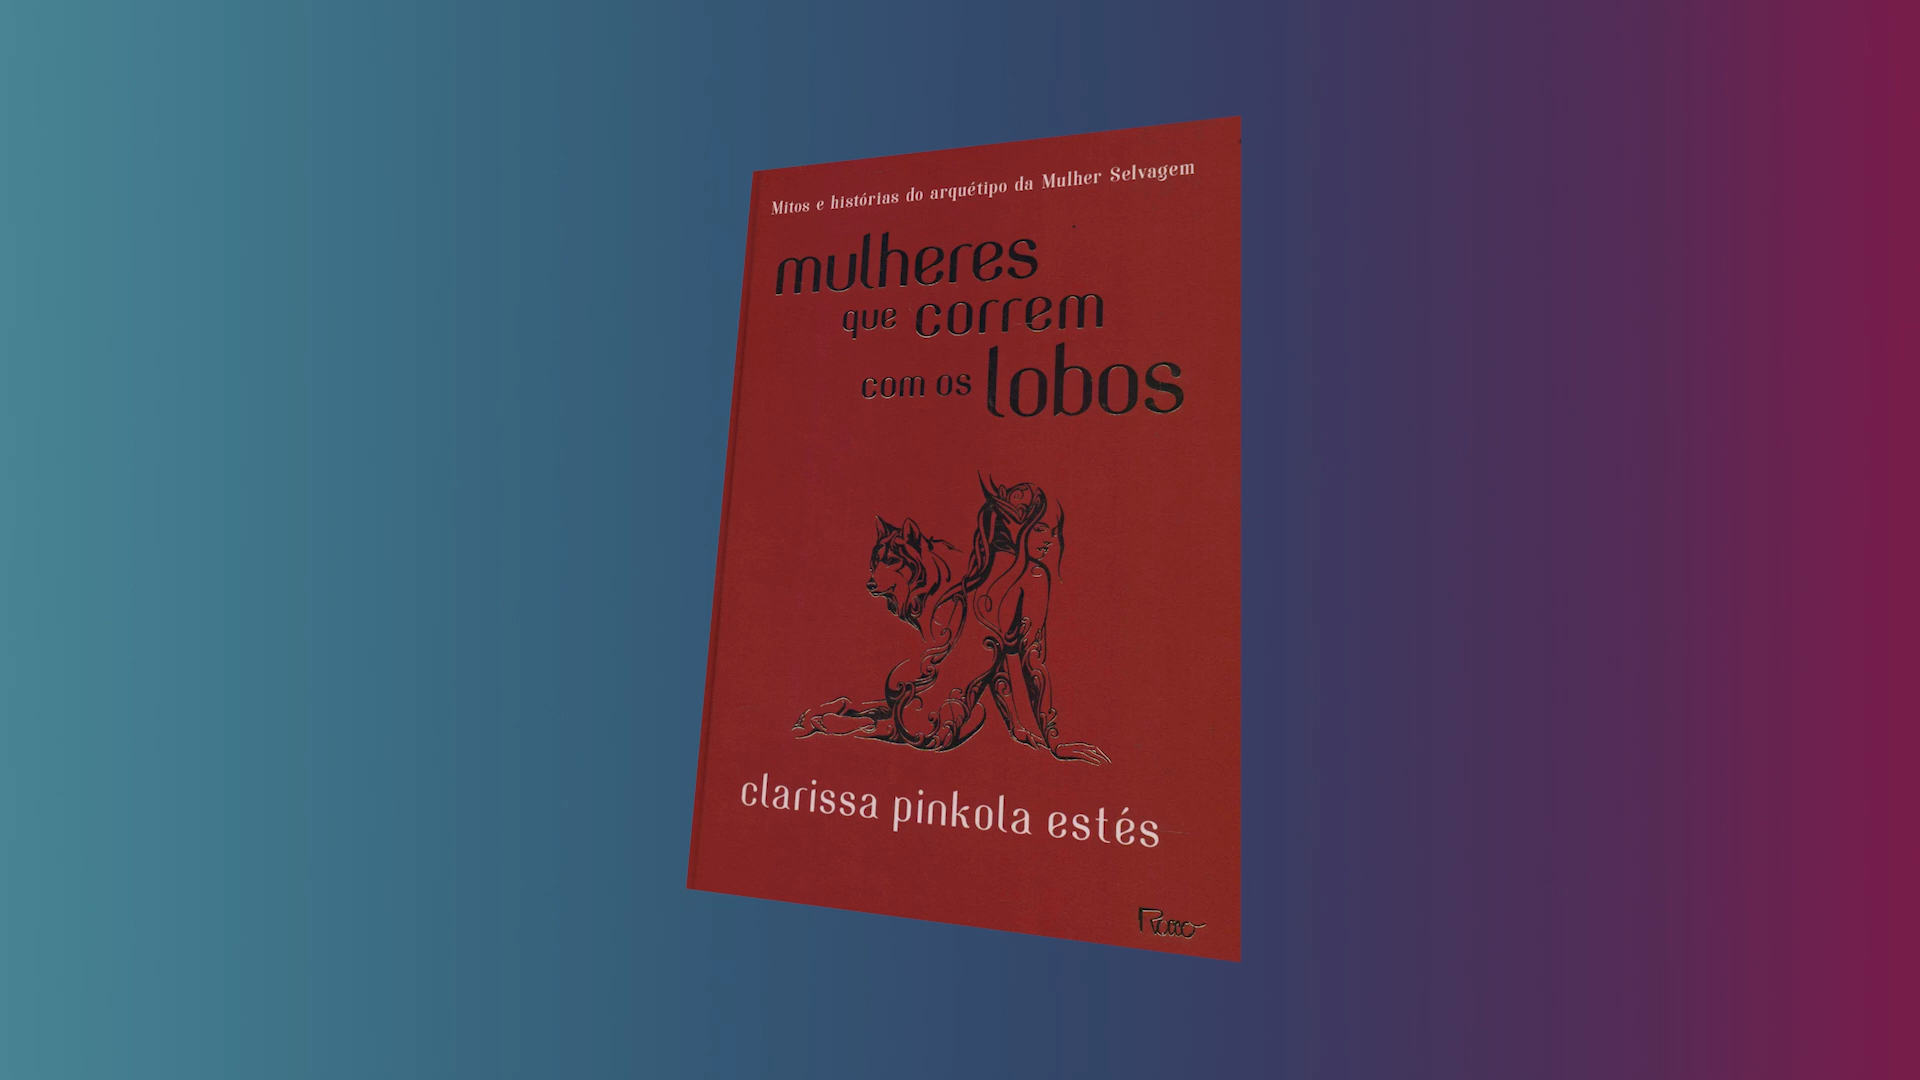 Mitos e histórias do arquétipo da Mulher Selvagem
mulheres
que correm
com os lobos
clarissa pinkola estés
Rocco